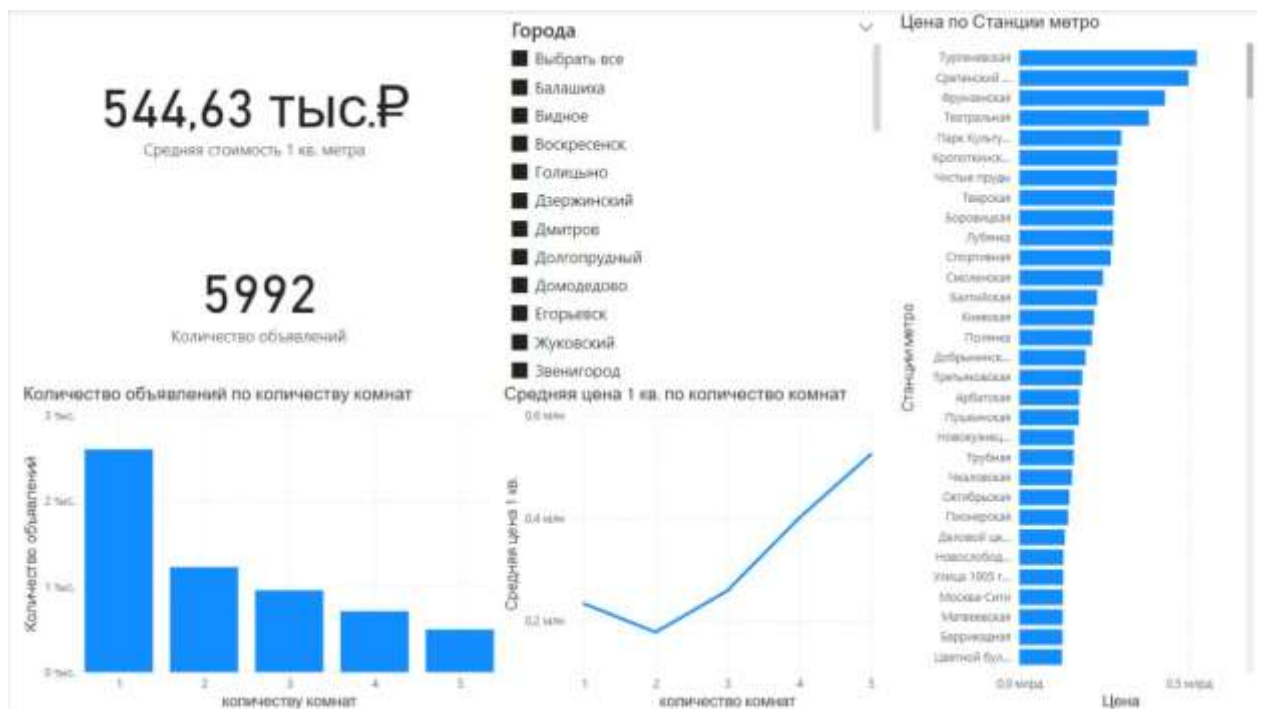 544,63 тыс.₽
Средняя стоимость 1 кв. метра
5992
Количество объявлений
Города
Выбрать все
Балашиха
Видное
Воскресенск
Голицыно
Дзержинский
Дмитров
Долгопрудный
Домодедово
Егорьевск
Жуковский
Звенигород
Количество объявлений по количеству комнат
Количество объявлений
3 тыс.
2 тыс.
1 тыс.
0 тыс.
1
2
3
4
5
количеству комнат
Средняя цена 1 кв. по количество комнат
Средняя цена 1 кв.
0,6 млн
0,4 млн
0,2 млн
1
2
3
4
5
количество комнат
Цена по Станции метро
Станции метро
Тургеневская
Сретенский ...
Фрунзенская
Театральная
Парк Культу...
Кропоткинск...
Чистые пруды
Тверская
Боровицкая
Лубянка
Спортивная
Смоленская
Балтийская
Киевская
Полянка
Добрынинск...
Третьяковская
Арбатская
Пушкинская
Новокузнец...
Трубная
Чкаловская
Октябрьская
Пионерская
Деловой це...
Новослобод...
Улица 1905 г...
Москва-Сити
Матвеевская
Баррикадная
Цветной бул...
0,0 млрд
0,5 млрд
Цена